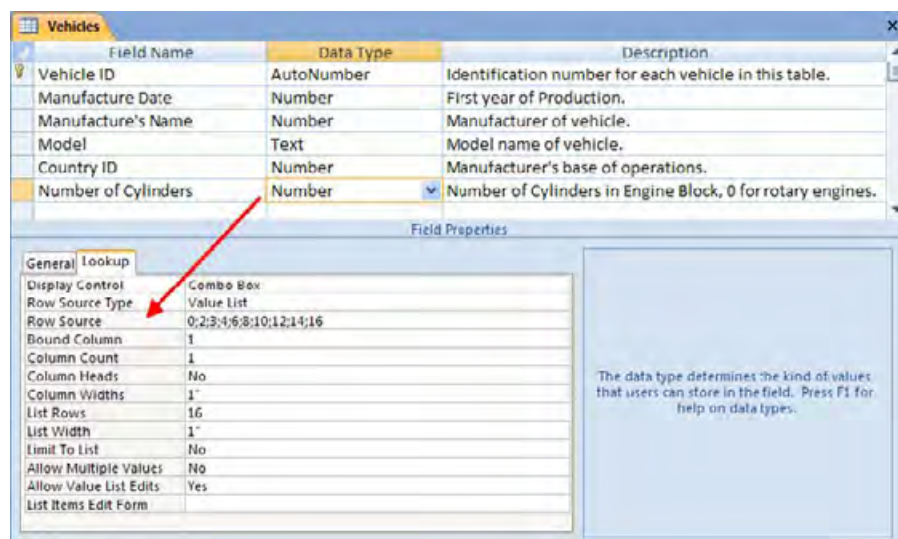 Vehicles
Field Name Data Type Description
Vehicle ID AutoNumber Identification number for each vehicle in this table.
Manufacture Date Number First year of Production.
Manufacture's Name Number Manufacturer of vehicle.
Model Text Model name of vehicle.
Country ID Number Manufacturer's base of operations.
Number of Cylinders Number Number of Cylinders in Engine Block, 0 for rotary engines.
Field Properties
General Lookup
Display Control Combo Box
Row Source Type Value List
Row Source 0;2;3;4;6;8;10;12;14;16
Bound Column 1
Column Count 1
Column Heads No
Column Widths 1"
List Rows 16
List Width 1"
Limit To List No
Allow Multiple Values No
Allow Value List Edits Yes
List Items Edit Form
The data type determines the kind of values
that users can store in the field. Press F1 for
help on data types.